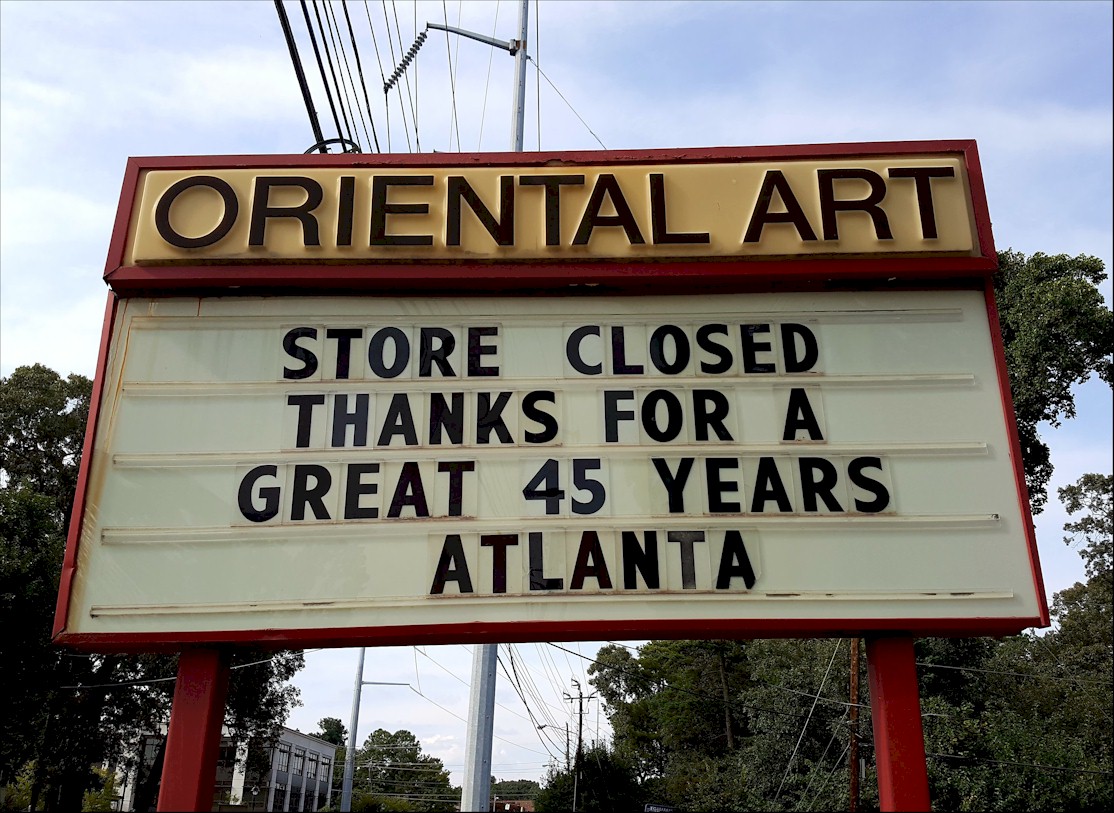 ORIENTAL ART
STORE CLOSED
THANKS FOR A
GREAT 45 YEARS
ATLANTA